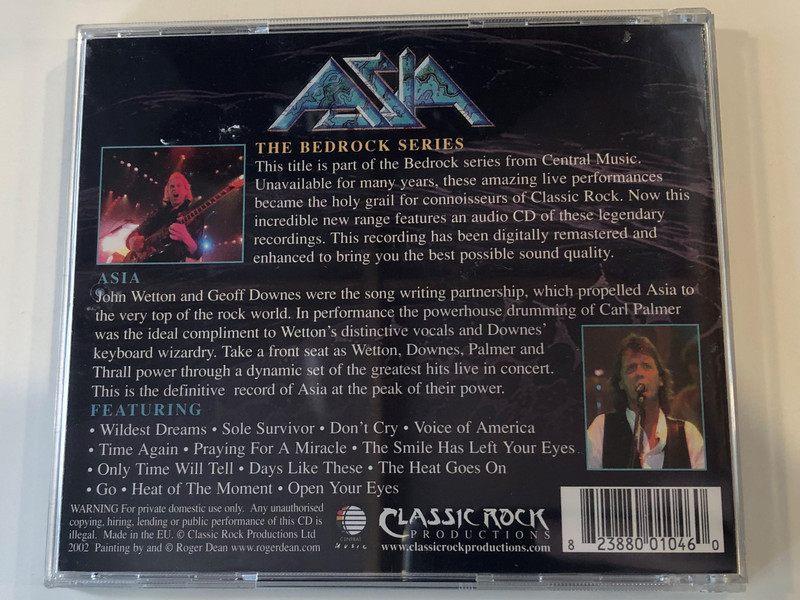 ASIA
THE BEDROCK SERIES
This title is part of the Bedrock series from Central Music.
Unavailable for many years, these amazing live performances
became the holy grail for connoisseurs of Classic Rock. Now this
incredible new range features an audio CD of these legendary
recordings. This recording has been digitally remastered and
enhanced to bring you the best possible sound quality.
ASIA
John Wetton and Geoff Downes were the song writing partnership, which propelled Asia to
the very top of the rock world. In performance the powerhouse drumming of Carl Palmer
was the ideal compliment to Wetton's distinctive vocals and Downes'
keyboard wizardry. Take a front seat as Wetton, Downes, Palmer and
Thrall power through a dynamic set of the greatest hits live in concert.
This is the definitive record of Asia at the peak of their power.
FEATURING
• Wildest Dreams • Sole Survivor • Don't Cry • Voice of America
• Time Again • Praying For A Miracle • The Smile Has Left Your Eyes
• Only Time Will Tell • Days Like These • The Heat Goes On
• Go • Heat of The Moment • Open Your Eyes
WARNING For private domestic use only. Any unauthorised
copying, hiring, lending or public performance of this CD is
illegal. Made in the EU. © Classic Rock Productions Ltd
2002 Painting by and © Roger Dean www.rogerdean.com
CENTRAL
Music
CLASSIC ROCK
PRODUCTIONS
www.classicrockproductions.com
8 23880 01046 0